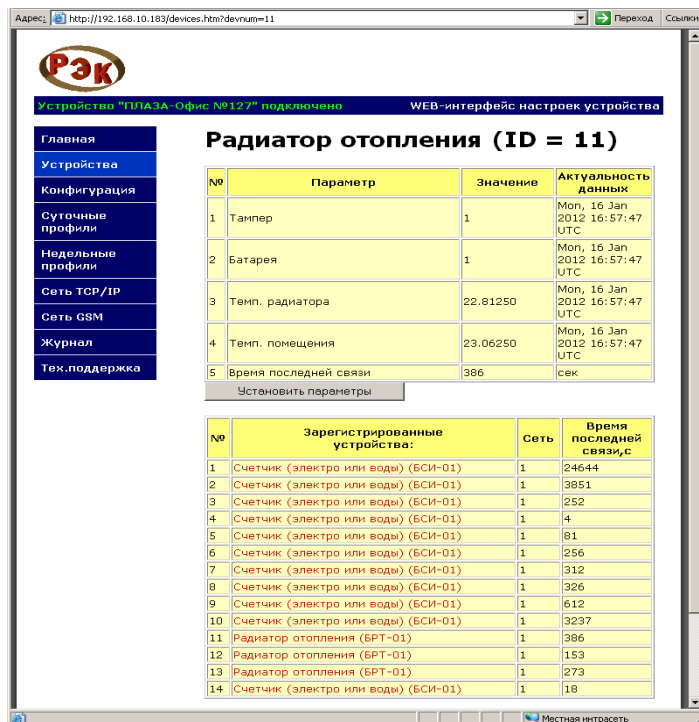 Адрес: http://192.168.10.183/devices.htm?devnum=11 Переход Ссылки
РЭК
Устройство "ПЛАЗА-Офис №127" подключено WEB-интерфейс настроек устройства
Главная
Устройства
Конфигурация
Суточные
профили
Недельные
профили
Сеть TCP/IP
Сеть GSM
Журнал
Тех.поддержка
Радиатор отопления (ID = 11)
№ Параметр Значение Актуальность
данных
1 Тампер 1 Mon, 16 Jan
2012 16:57:47
UTC
2 Батарея 1 Mon, 16 Jan
2012 16:57:47
UTC
3 Темп. радиатора 22.81250 Mon, 16 Jan
2012 16:57:47
UTC
4 Темп. помещения 23.06250 Mon, 16 Jan
2012 16:57:47
UTC
5 Время последней связи 386 сек
Установить параметры
№ Зарегистрированные
устройства: Сеть Время
последней
связи,с
1 Счетчик (электро или воды) (БСИ-01) 1 24644
2 Счетчик (электро или воды) (БСИ-01) 1 3851
3 Счетчик (электро или воды) (БСИ-01) 1 252
4 Счетчик (электро или воды) (БСИ-01) 1 4
5 Счетчик (электро или воды) (БСИ-01) 1 81
6 Счетчик (электро или воды) (БСИ-01) 1 256
7 Счетчик (электро или воды) (БСИ-01) 1 312
8 Счетчик (электро или воды) (БСИ-01) 1 326
9 Счетчик (электро или воды) (БСИ-01) 1 612
10 Счетчик (электро или воды) (БСИ-01) 1 3237
11 Радиатор отопления (БРТ-01) 1 386
12 Радиатор отопления (БРТ-01) 1 153
13 Радиатор отопления (БРТ-01) 1 273
14 Счетчик (электро или воды) (БСИ-01) 1 18
Местная интрасеть